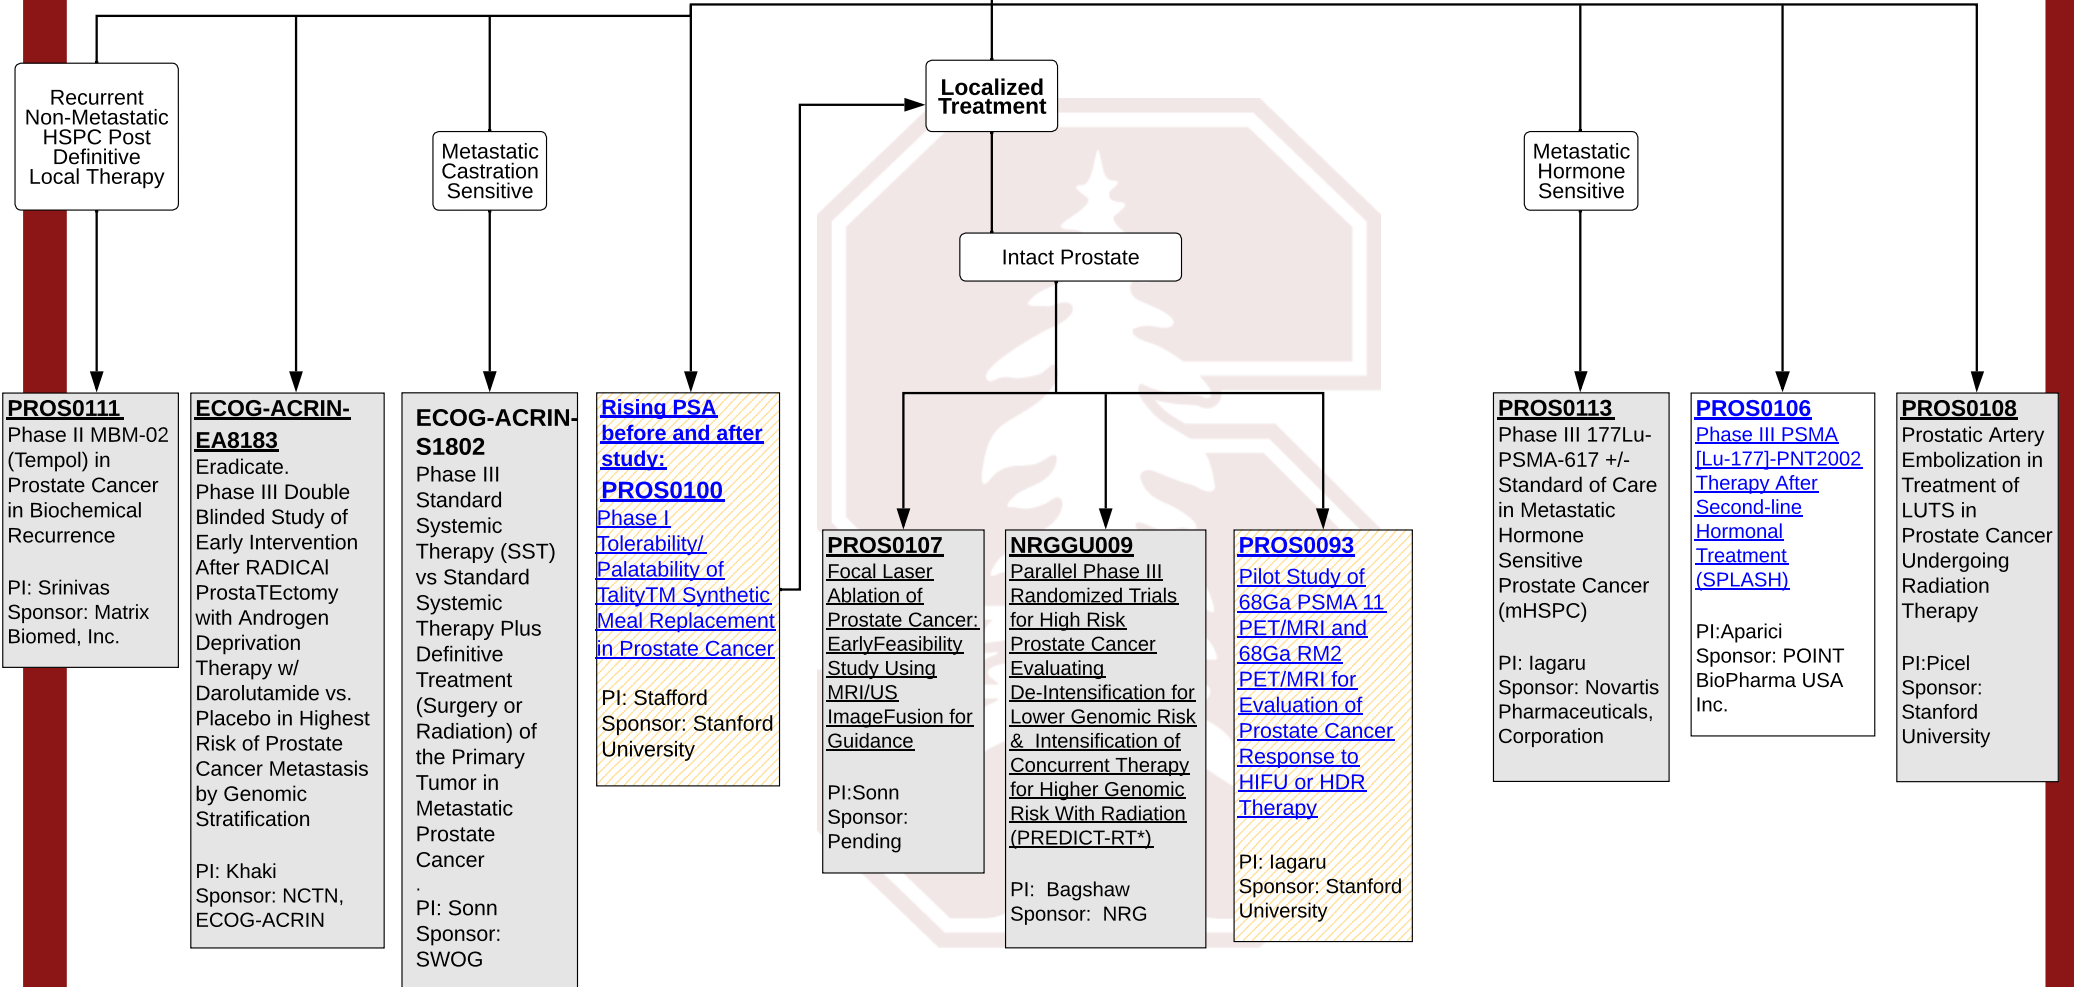 Recurrent
Non-Metastatic
HSPC Post
Definitive
Local Therapy
Metastatic
Castration
Sensitive
Localized
Treatment
Intact Prostate
Metastatic
Hormone
Sensitive
PROS0111
Phase II MBM-02
(Tempol) in
Prostate Cancer
in Biochemical
Recurrence
PI: Srinivas
Sponsor: Matrix
Biomed, Inc.
ECOG-ACRIN-
EA8183
Eradicate.
Phase III Double
Blinded Study of
Early Intervention
After RADICAl
ProstaTEctomy
with Androgen
Deprivation
Therapy w/
Darolutamide vs.
Placebo in Highest
Risk of Prostate
Cancer Metastasis
by Genomic
Stratification
PI: Khaki
Sponsor: NCTN,
ECOG-ACRIN
ECOG-ACRIN-
S1802
Phase III
Standard
Systemic
Therapy (SST)
vs Standard
Systemic
Therapy Plus
Definitive
Treatment
(Surgery or
Radiation) of
the Primary
Tumor in
Metastatic
Prostate
Cancer
.
PI: Sonn
Sponsor:
SWOG
Rising PSA
before and after
study:
PROS0100
Phase I
Tolerability/
Palatability of
TalityTM Synthetic
Meal Replacement
in Prostate Cancer
PI: Stafford
Sponsor: Stanford
University
PROS0107
Focal Laser
Ablation of
Prostate Cancer:
EarlyFeasibility
Study Using
MRI/US
ImageFusion for
Guidance
PI:Sonn
Sponsor:
Pending
NRGGU009
Parallel Phase III
Randomized Trials
for High Risk
Prostate Cancer
Evaluating
De-Intensification for
Lower Genomic Risk
&  Intensification of
Concurrent Therapy
for Higher Genomic
Risk With Radiation
(PREDICT-RT*)
PI:  Bagshaw
Sponsor:  NRG
PROS0093
Pilot Study of
68Ga PSMA 11
PET/MRI and
68Ga RM2
PET/MRI for
Evaluation of
Prostate Cancer
Response to
HIFU or HDR
Therapy
PI: Iagaru
Sponsor: Stanford
University
PROS0113
Phase III 177Lu-
PSMA-617 +/-
Standard of Care
in Metastatic
Hormone
Sensitive
Prostate Cancer
(mHSPC)
PI: Iagaru
Sponsor: Novartis
Pharmaceuticals,
Corporation
PROS0106
Phase III PSMA
[Lu-177]-PNT2002
Therapy After
Second-line
Hormonal
Treatment
(SPLASH)
PI:Aparici
Sponsor: POINT
BioPharma USA
Inc.
PROS0108
Prostatic Artery
Embolization in
Treatment of
LUTS in
Prostate Cancer
Undergoing
Radiation
Therapy
PI:Picel
Sponsor:
Stanford
University